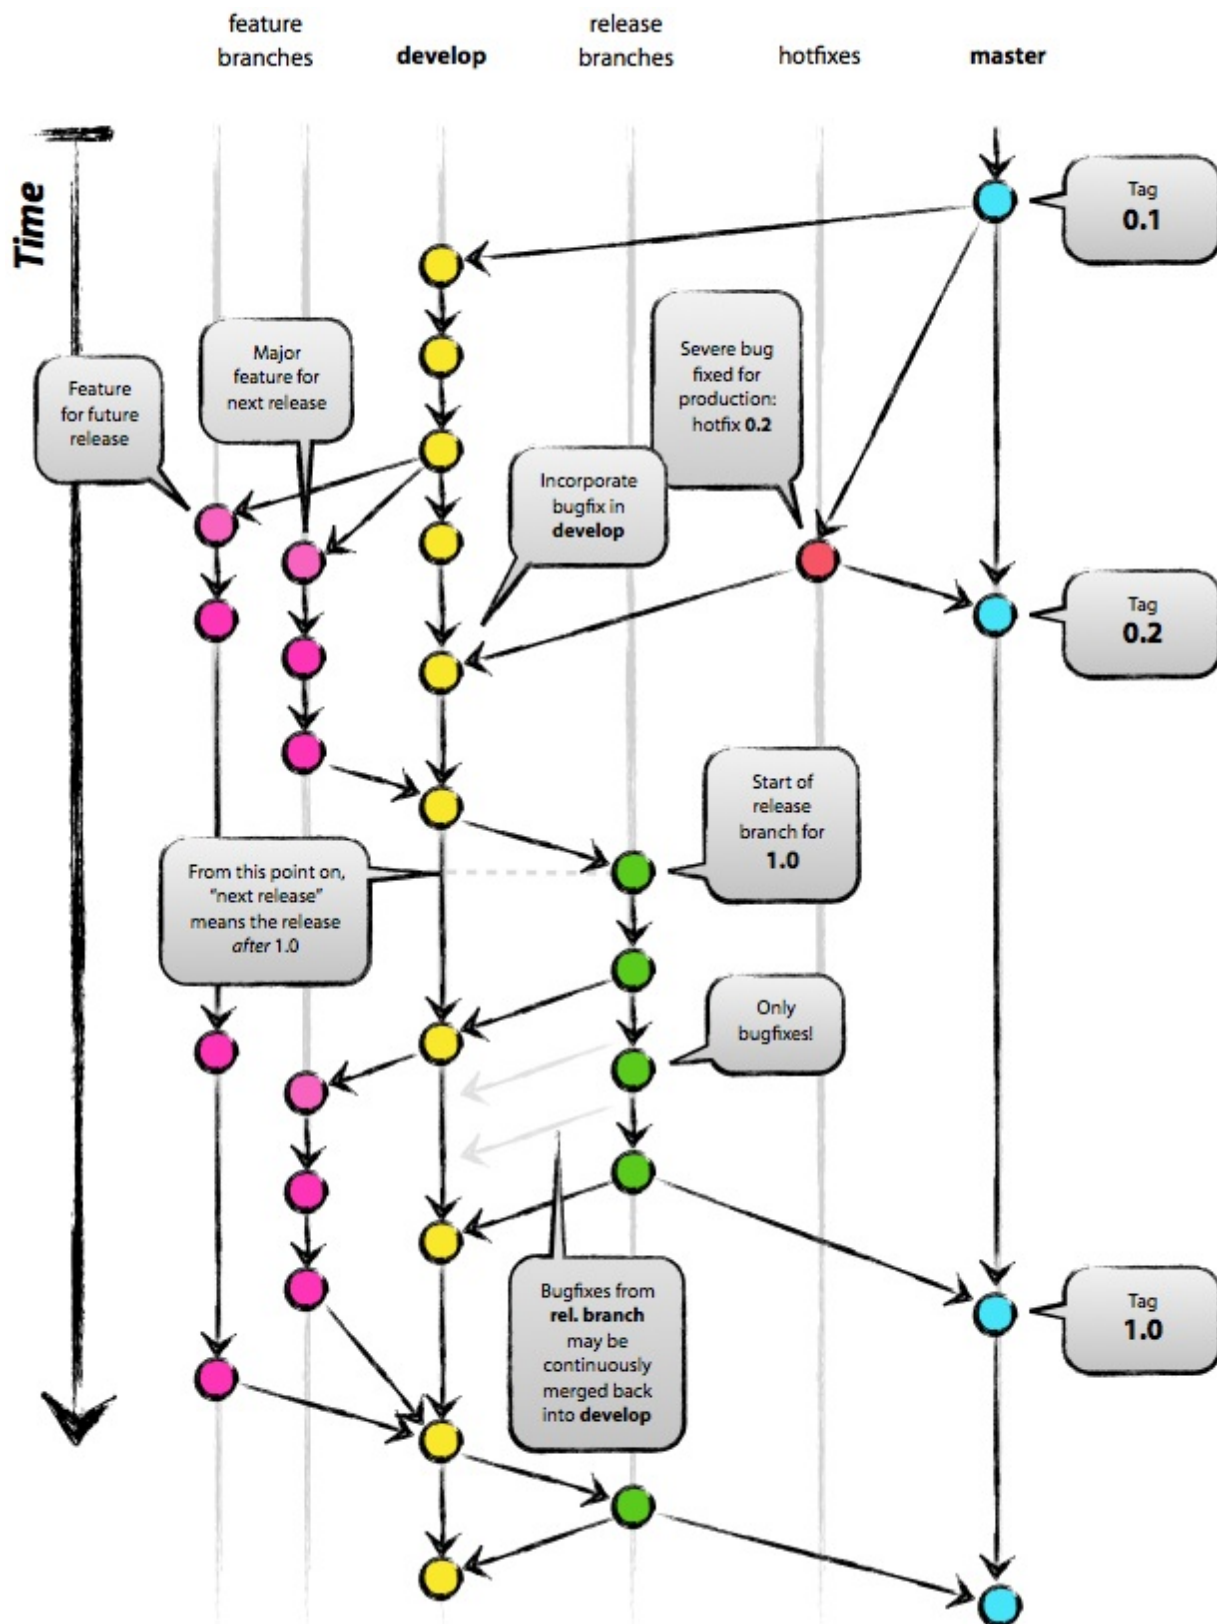 feature
branches
develop
release
branches
hotfixes
master
Time
Tag
0.1
Major
feature for
next release
Feature
for future
release
Severe bug
fixed for
production:
hotfix 0.2
Incorporate
bugfix in
develop
Tag
0.2
Start of
release
branch for
1.0
From this point on,
“next release”
means the release
after 1.0
Only
bugfixes!
Bugfixes from
rel. branch
may be
continuously
merged back
into develop
Tag
1.0